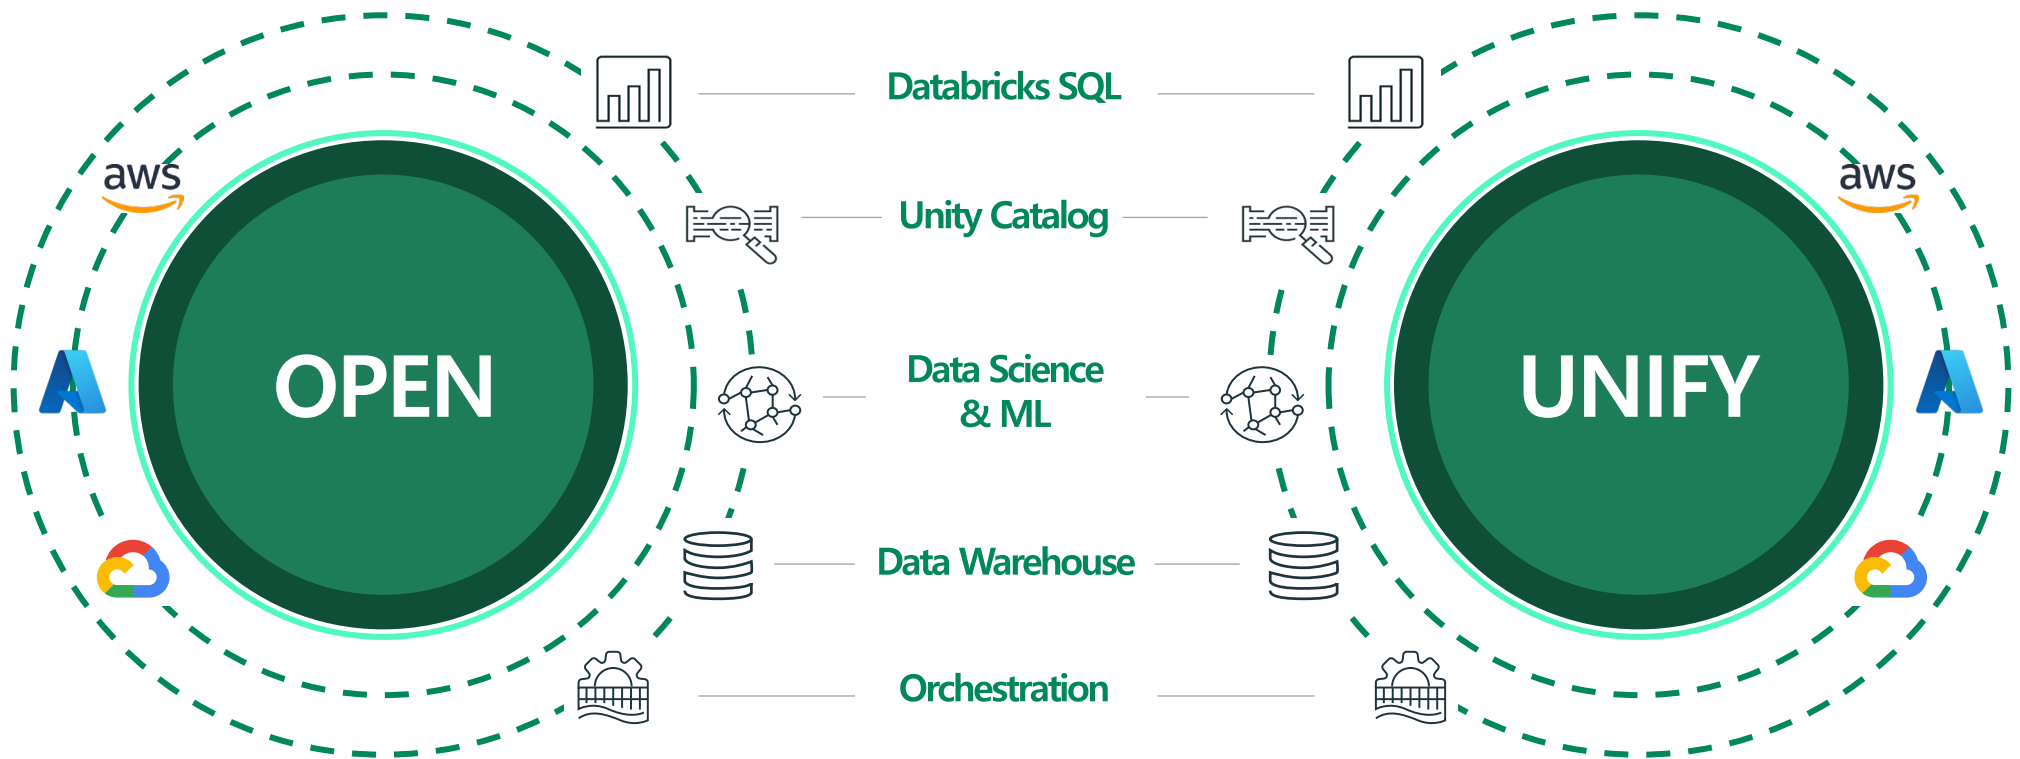 Databricks SQL
aws
aws
Unity Catalog
OPEN
Data Science
& ML
UNIFY
Data Warehouse
Orchestration